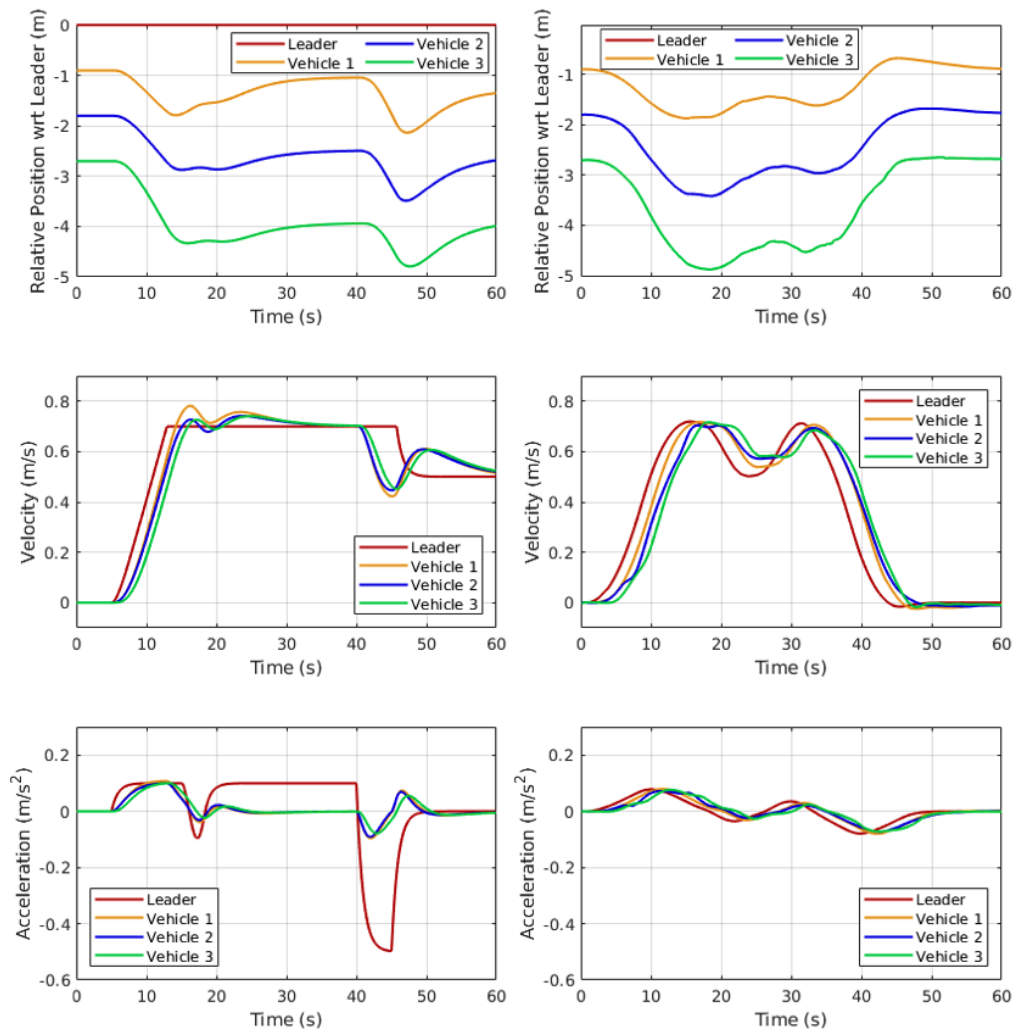 Relative Position wrt Leader (m)
0
-1
-2
-3
-4
-5
Leader
Vehicle 1
Vehicle 2
Vehicle 3
0 10 20 30 40 50 60
Time (s)
Relative Position wrt Leader (m)
-1
-2
-3
-4
-5
Leader
Vehicle 1
Vehicle 2
Vehicle 3
0 10 20 30 40 50 60
Time (s)
Velocity (m/s)
0.8
0.6
0.4
0.2
0
Leader
Vehicle 1
Vehicle 2
Vehicle 3
0 10 20 30 40 50 60
Time (s)
Velocity (m/s)
0.8
0.6
0.4
0.2
0
Leader
Vehicle 1
Vehicle 2
Vehicle 3
0 10 20 30 40 50 60
Time (s)
Acceleration (m/s²)
0.2
0
-0.2
-0.4
-0.6
Leader
Vehicle 1
Vehicle 2
Vehicle 3
0 10 20 30 40 50 60
Time (s)
Acceleration (m/s²)
0.2
0
-0.2
-0.4
-0.6
Leader
Vehicle 1
Vehicle 2
Vehicle 3
0 10 20 30 40 50 60
Time (s)